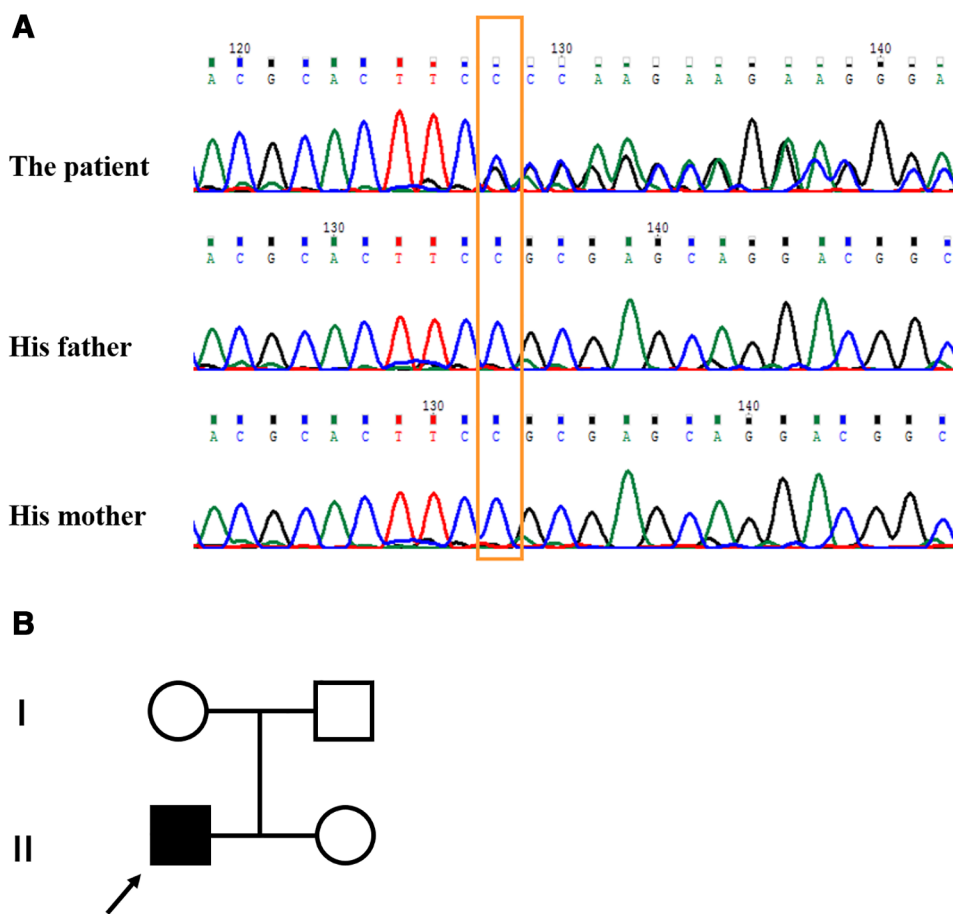 A
120 130 140
A C G C A C T T C C C C A A G A A G A A G G G A
The patient
130 140
A C G C A C T T C C G C G A G C A G G A C G G C
His father
130 140
A C G C A C T T C C G C G A G C A G G A C G G C
His mother
B
I
II